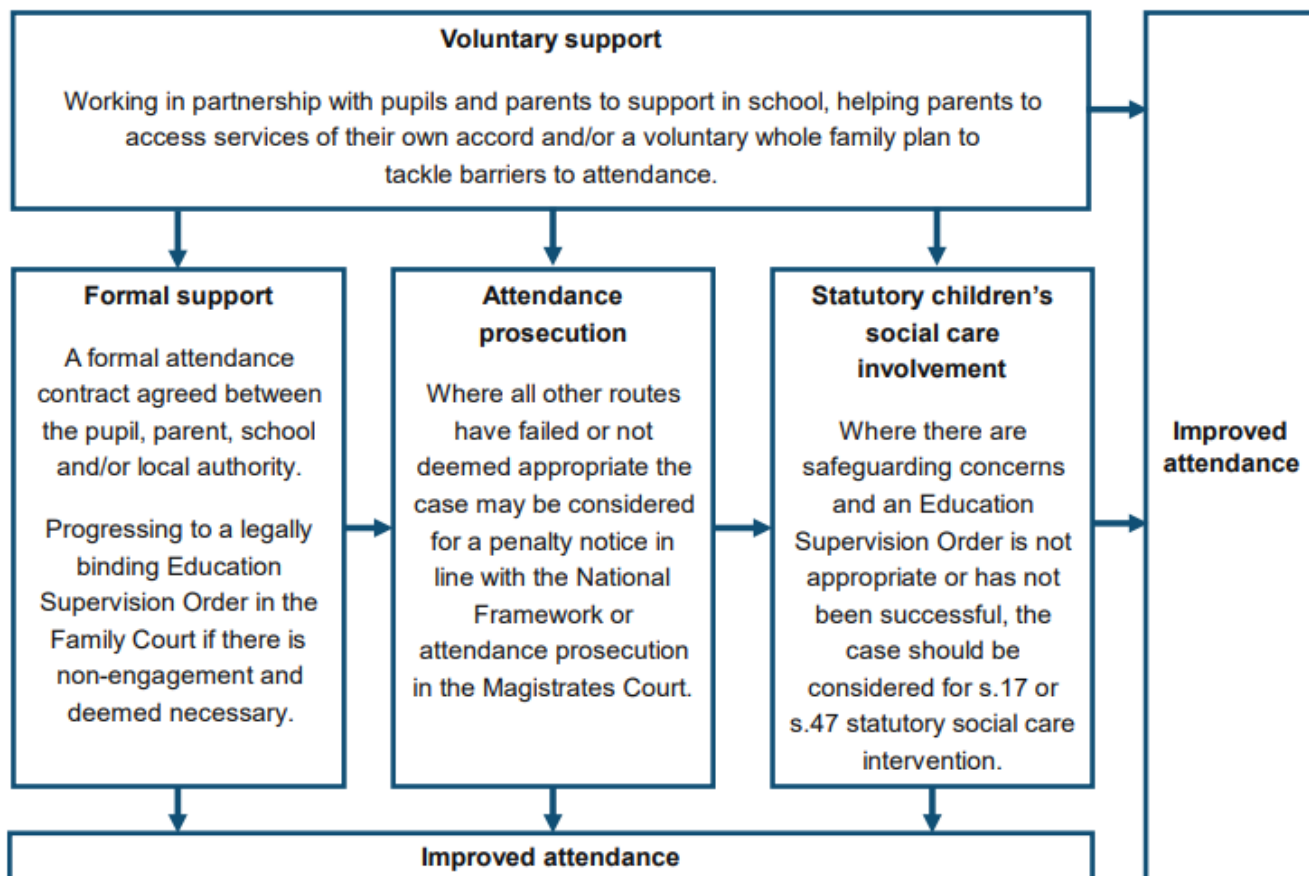 Voluntary support
Working in partnership with pupils and parents to support in school, helping parents to
access services of their own accord and/or a voluntary whole family plan to
tackle barriers to attendance.
Formal support
A formal attendance
contract agreed between
the pupil, parent, school
and/or local authority.
Progressing to a legally
binding Education
Supervision Order in the
Family Court if there is
non-engagement and
deemed necessary.
Attendance
prosecution
Where all other routes
have failed or not
deemed appropriate the
case may be considered
for a penalty notice in
line with the National
Framework or
attendance prosecution
in the Magistrates Court.
Statutory children's
social care
involvement
Where there are
safeguarding concerns
and an Education
Supervision Order is not
appropriate or has not
been successful, the
case should be
considered for s.17 or
s.47 statutory social care
intervention.
Improved
attendance
Improved attendance